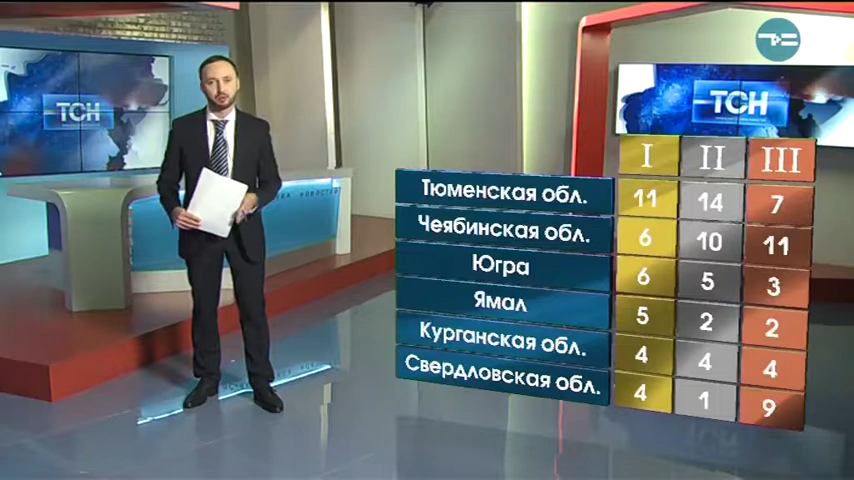 ТСН
ТСН
I II III
Тюменская обл. 11 14 7
Чеябинская обл. 6 10 11
Югра 6 5 3
Ямал 5 2 2
Курганская обл. 4 4 4
Свердловская обл. 4 1 9